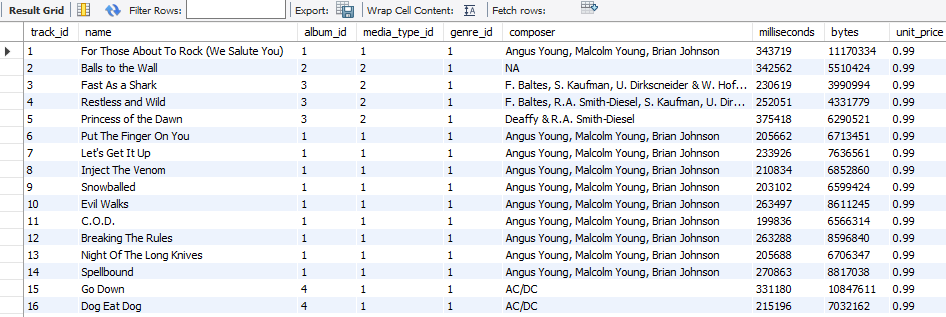 Result Grid Filter Rows: Export: Wrap Cell Content: Fetch rows:
track_id name album_id media_type_id genre_id composer milliseconds bytes unit_price
1 For Those About To Rock (We Salute You) 1 1 1 Angus Young, Malcolm Young, Brian Johnson 343719 11170334 0.99
2 Balls to the Wall 2 2 1 NA 342562 5510424 0.99
3 Fast As a Shark 3 2 1 F. Baltes, S. Kaufman, U. Dirkscneider & W. Hof... 230619 3990994 0.99
4 Restless and Wild 3 2 1 F. Baltes, R.A. Smith-Diesel, S. Kaufman, U. Dir... 252051 4331779 0.99
5 Princess of the Dawn 3 2 1 Deaffy & R.A. Smith-Diesel 375418 6290521 0.99
6 Put The Finger On You 1 1 1 Angus Young, Malcolm Young, Brian Johnson 205662 6713451 0.99
7 Let's Get It Up 1 1 1 Angus Young, Malcolm Young, Brian Johnson 233926 7636561 0.99
8 Inject The Venom 1 1 1 Angus Young, Malcolm Young, Brian Johnson 210834 6852860 0.99
9 Snowballed 1 1 1 Angus Young, Malcolm Young, Brian Johnson 203102 6599424 0.99
10 Evil Walks 1 1 1 Angus Young, Malcolm Young, Brian Johnson 263497 8611245 0.99
11 C.O.D. 1 1 1 Angus Young, Malcolm Young, Brian Johnson 199836 6566314 0.99
12 Breaking The Rules 1 1 1 Angus Young, Malcolm Young, Brian Johnson 263288 8596840 0.99
13 Night Of The Long Knives 1 1 1 Angus Young, Malcolm Young, Brian Johnson 205688 6706347 0.99
14 Spellbound 1 1 1 Angus Young, Malcolm Young, Brian Johnson 270863 8817038 0.99
15 Go Down 4 1 1 AC/DC 331180 10847611 0.99
16 Dog Eat Dog 4 1 1 AC/DC 215196 7032162 0.99